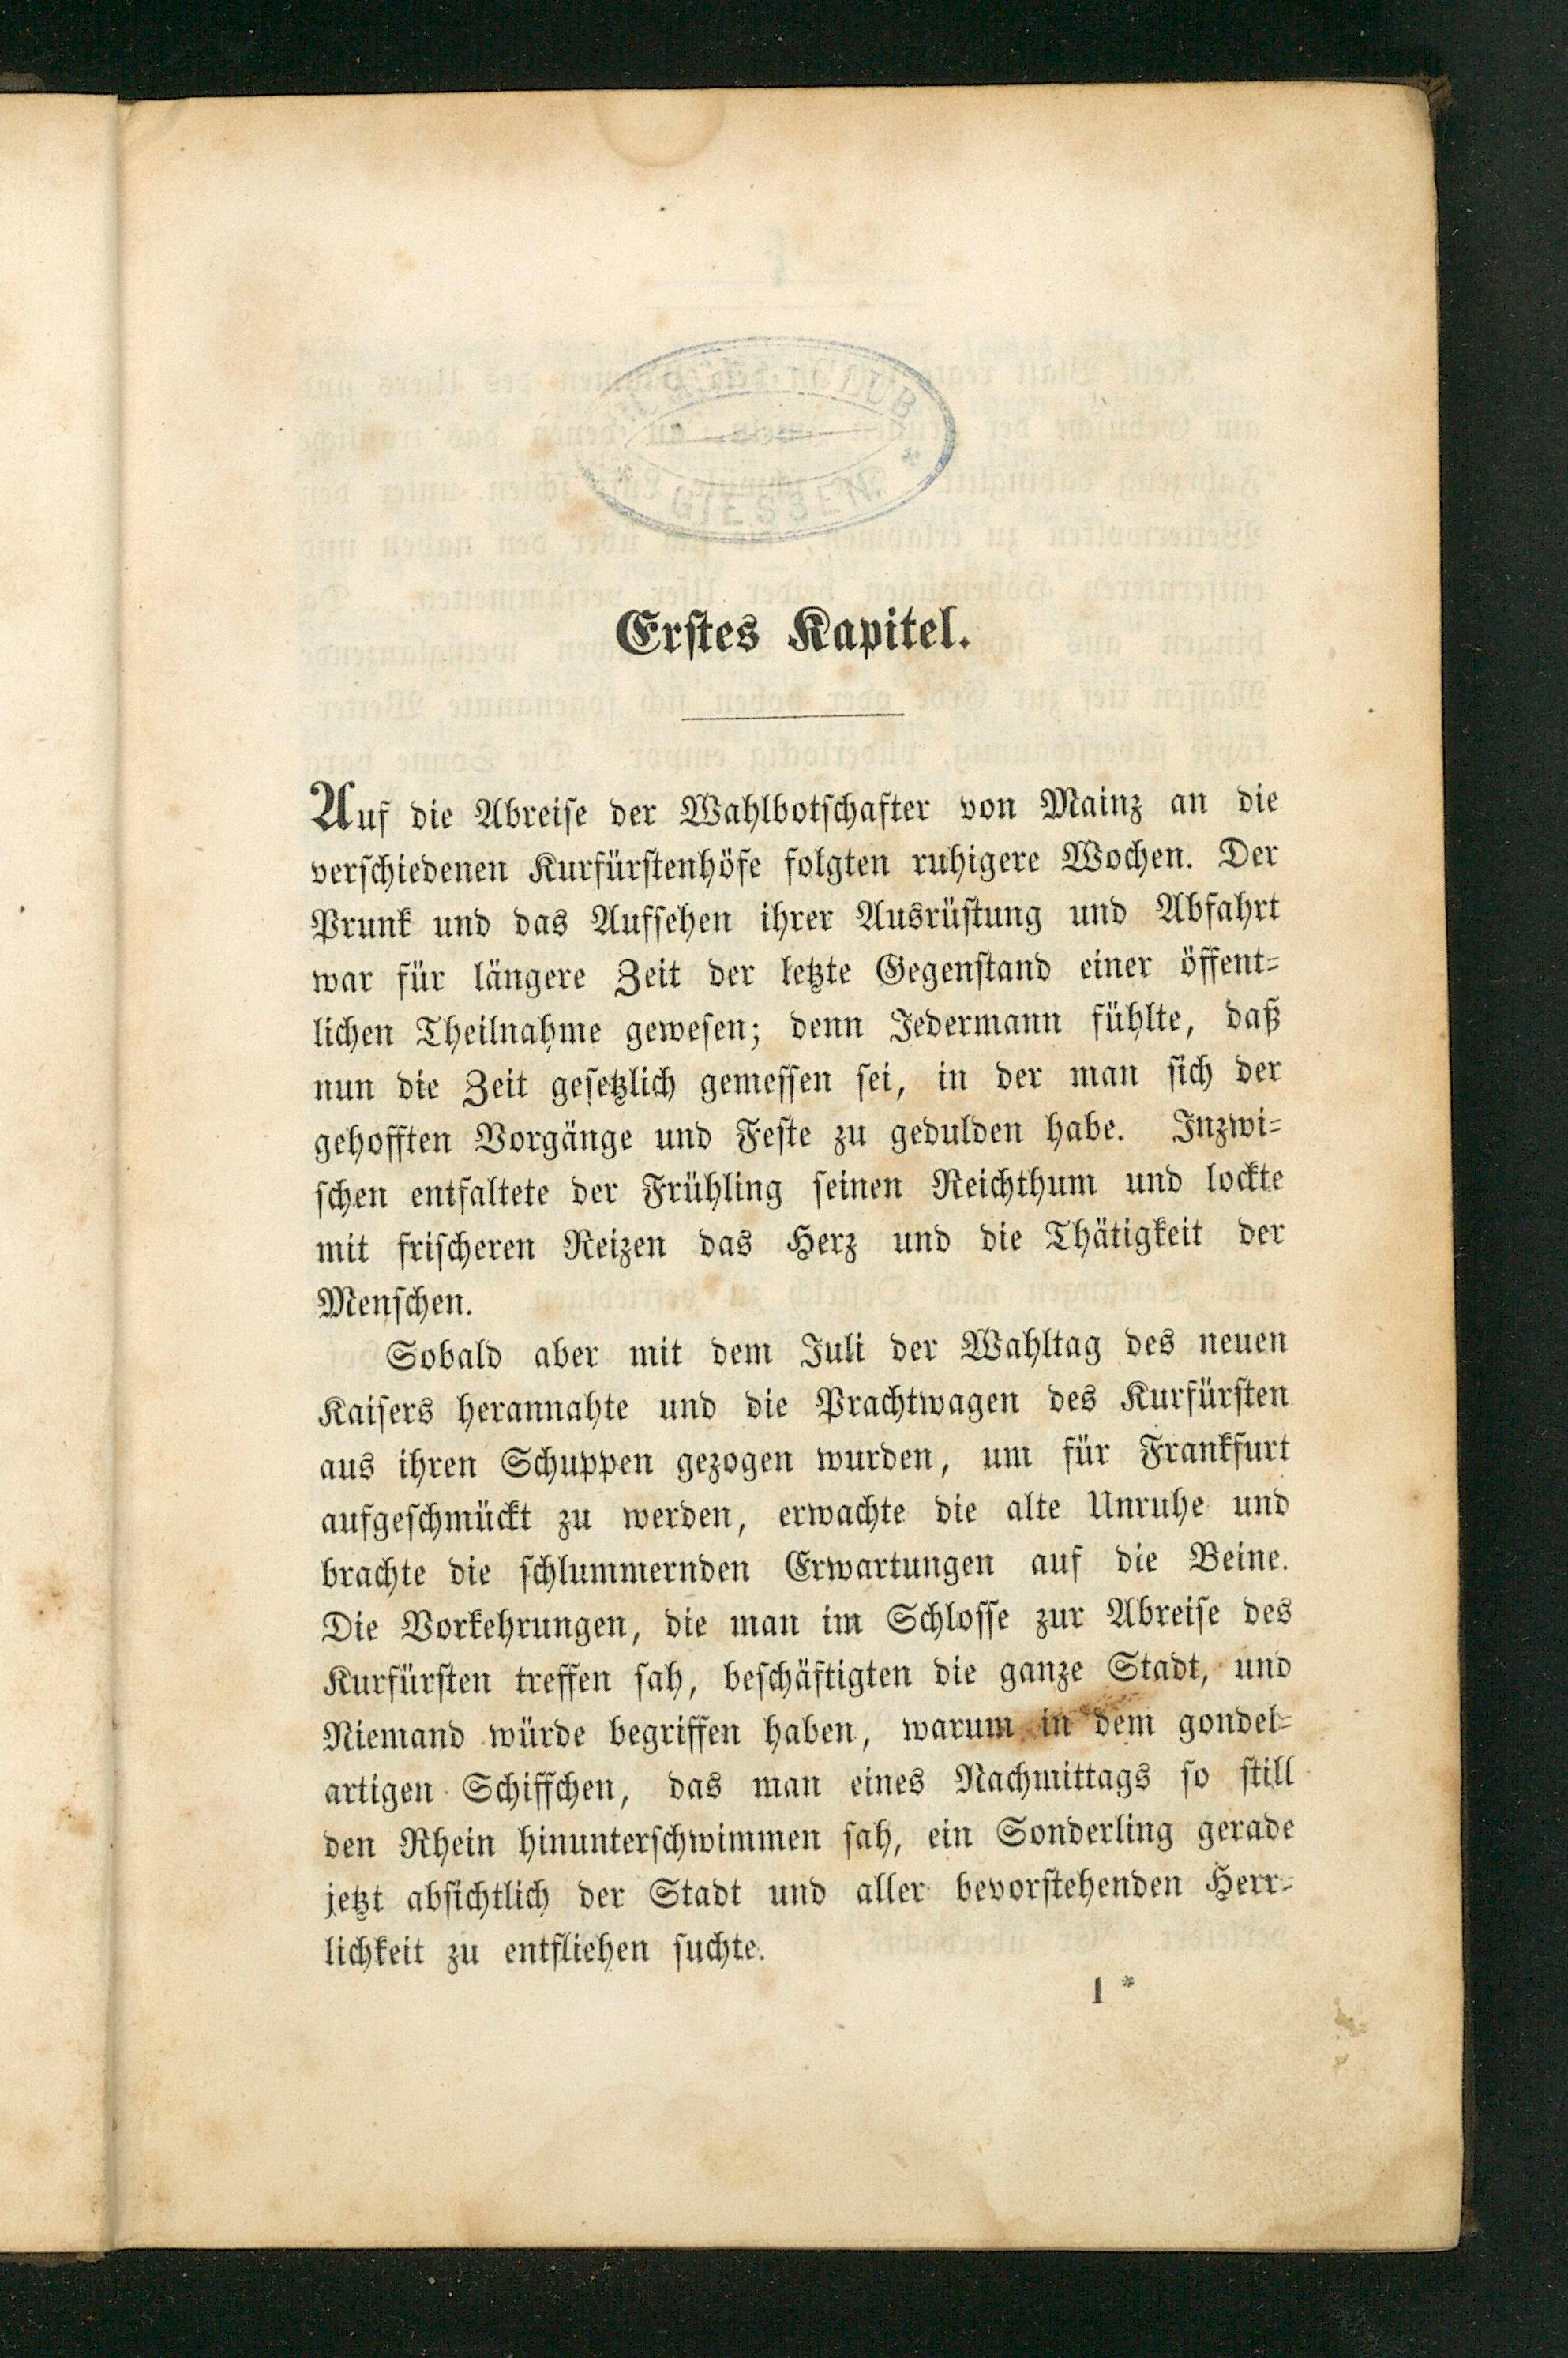 GIESSEN
Erstes Kapitel.
Auf die Abreise der Wahlbotschafter von Mainz an die
verschiedenen Kurfürstenhöfe folgten ruhigere Wochen. Der
Prunk und das Aufsehen ihrer Ausrüstung und Abfahrt
war für längere Zeit der letzte Gegenstand einer öffent-
lichen Theilnahme gewesen; denn Jedermann fühlte, daß
nun die Zeit gesetzlich gemessen sei, in der man sich der
gehofften Vorgänge und Feste zu gedulden habe. Inzwi-
schen entfaltete der Frühling seinen Reichthum und lockte
mit frischeren Reizen das Herz und die Thätigkeit der
Menschen.
Sobald aber mit dem Juli der Wahltag des neuen
Kaisers herannahte und die Prachtwagen des Kurfürsten
aus ihren Schuppen gezogen wurden, um für Frankfurt
aufgeschmückt zu werden, erwachte die alte Unruhe und
brachte die schlummernden Erwartungen auf die Beine.
Die Vorkehrungen, die man im Schlosse zur Abreise des
Kurfürsten treffen sah, beschäftigten die ganze Stadt, und
Niemand würde begriffen haben, warum in dem gondel-
artigen Schiffchen, das man eines Nachmittags so still
den Rhein hinunterschwimmen sah, ein Sonderling gerade
jetzt absichtlich der Stadt und aller bevorstehenden Herr-
lichkeit zu entfliehen suchte.
1 *